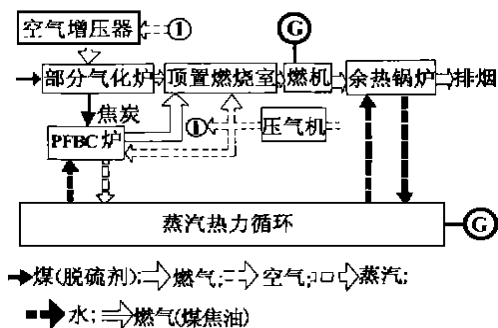 G
空气增压器 ①
部分气化炉 顶置燃烧室 燃机 余热锅炉 排烟
焦炭
① 压气机
PFBC炉
蒸汽热力循环 G
煤(脱硫剂); 燃气; 空气; 蒸汽;
水; 燃气(煤焦油)